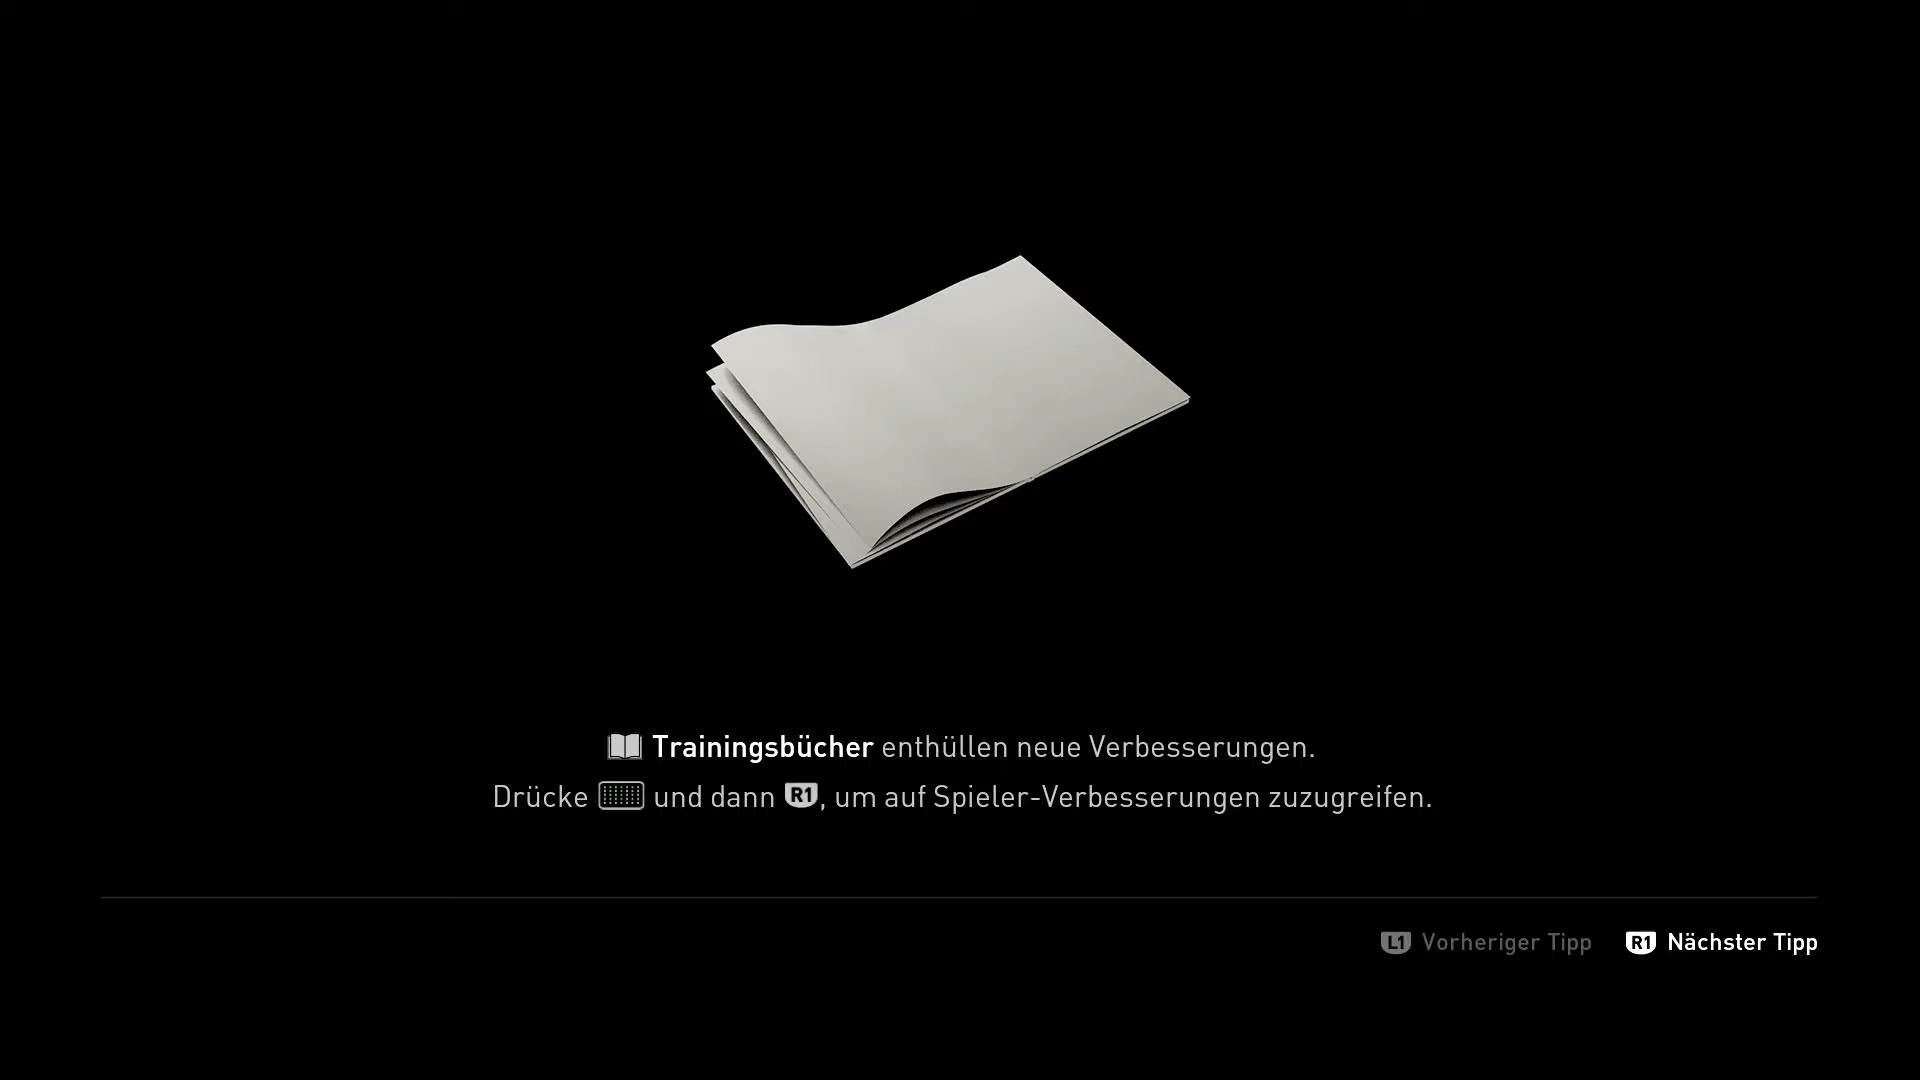 Trainingsbücher enthüllen neue Verbesserungen.
Drücke und dann R1, um auf Spieler-Verbesserungen zuzugreifen.
L1 Vorheriger Tipp R1 Nächster Tipp